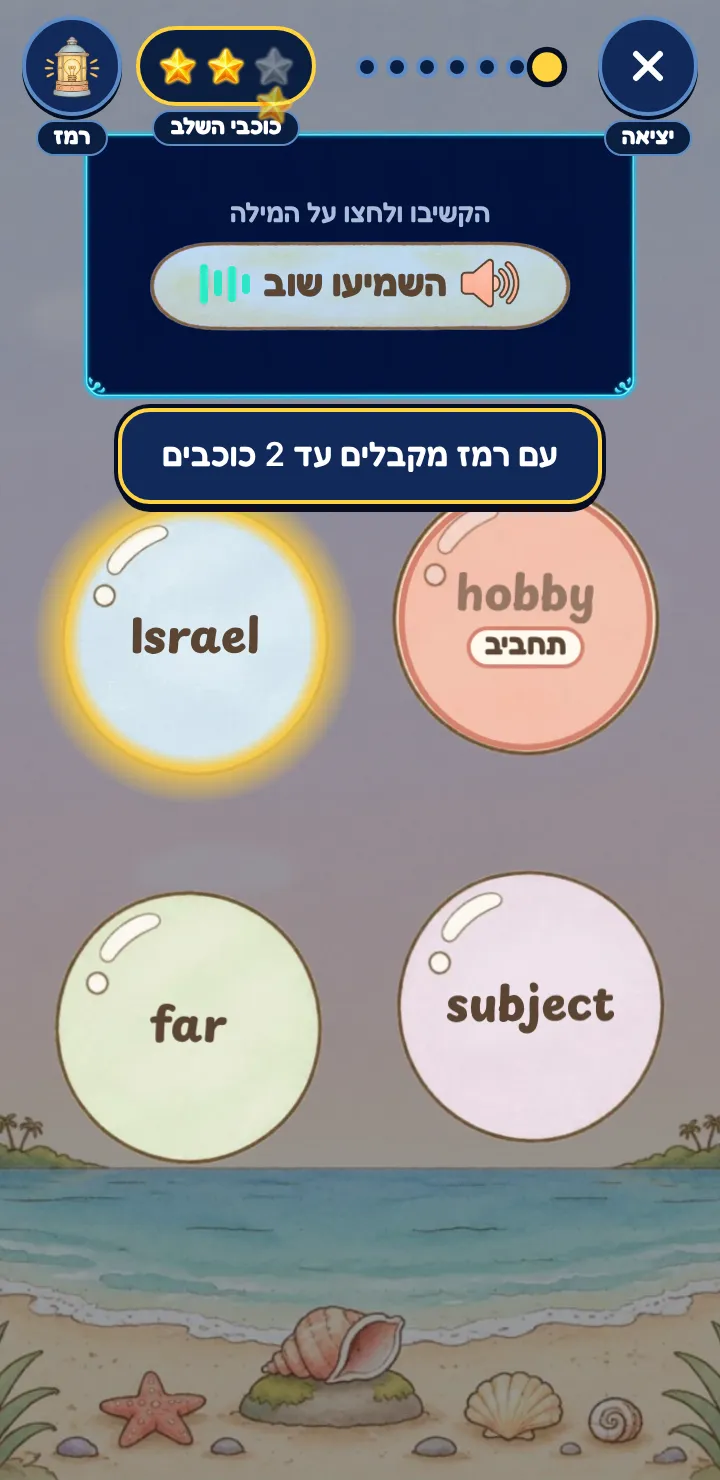 רמז
כוכבי השלב
יציאה
הקשיבו ולחצו על המילה
השמיעו שוב
עם רמז מקבלים עד 2 כוכבים
Israel
hobby
תחביב
far
subject